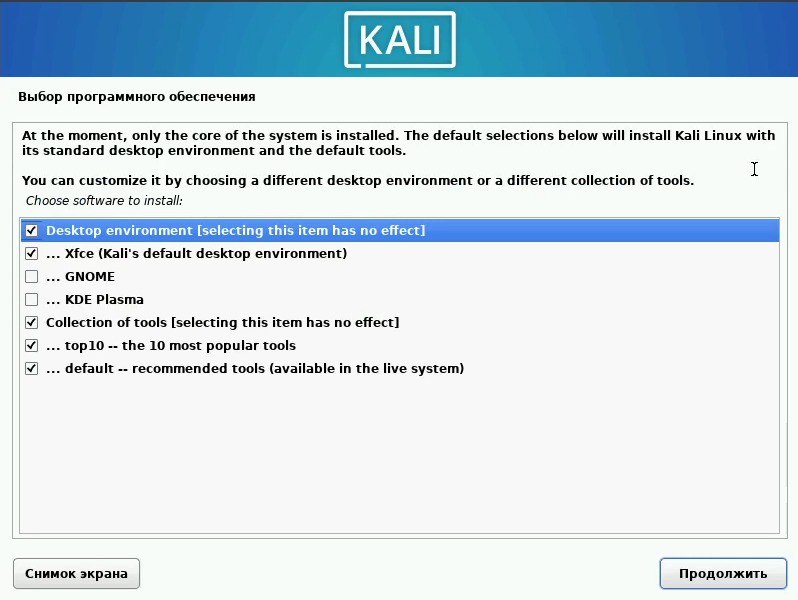 KALI
Выбор программного обеспечения
At the moment, only the core of the system is installed. The default selections below will install Kali Linux with
its standard desktop environment and the default tools.
You can customize it by choosing a different desktop environment or a different collection of tools.
Choose software to install:
Desktop environment [selecting this item has no effect]
... Xfce (Kali's default desktop environment)
... GNOME
... KDE Plasma
Collection of tools [selecting this item has no effect]
... top10 -- the 10 most popular tools
... default -- recommended tools (available in the live system)
Снимок экрана
Продолжить